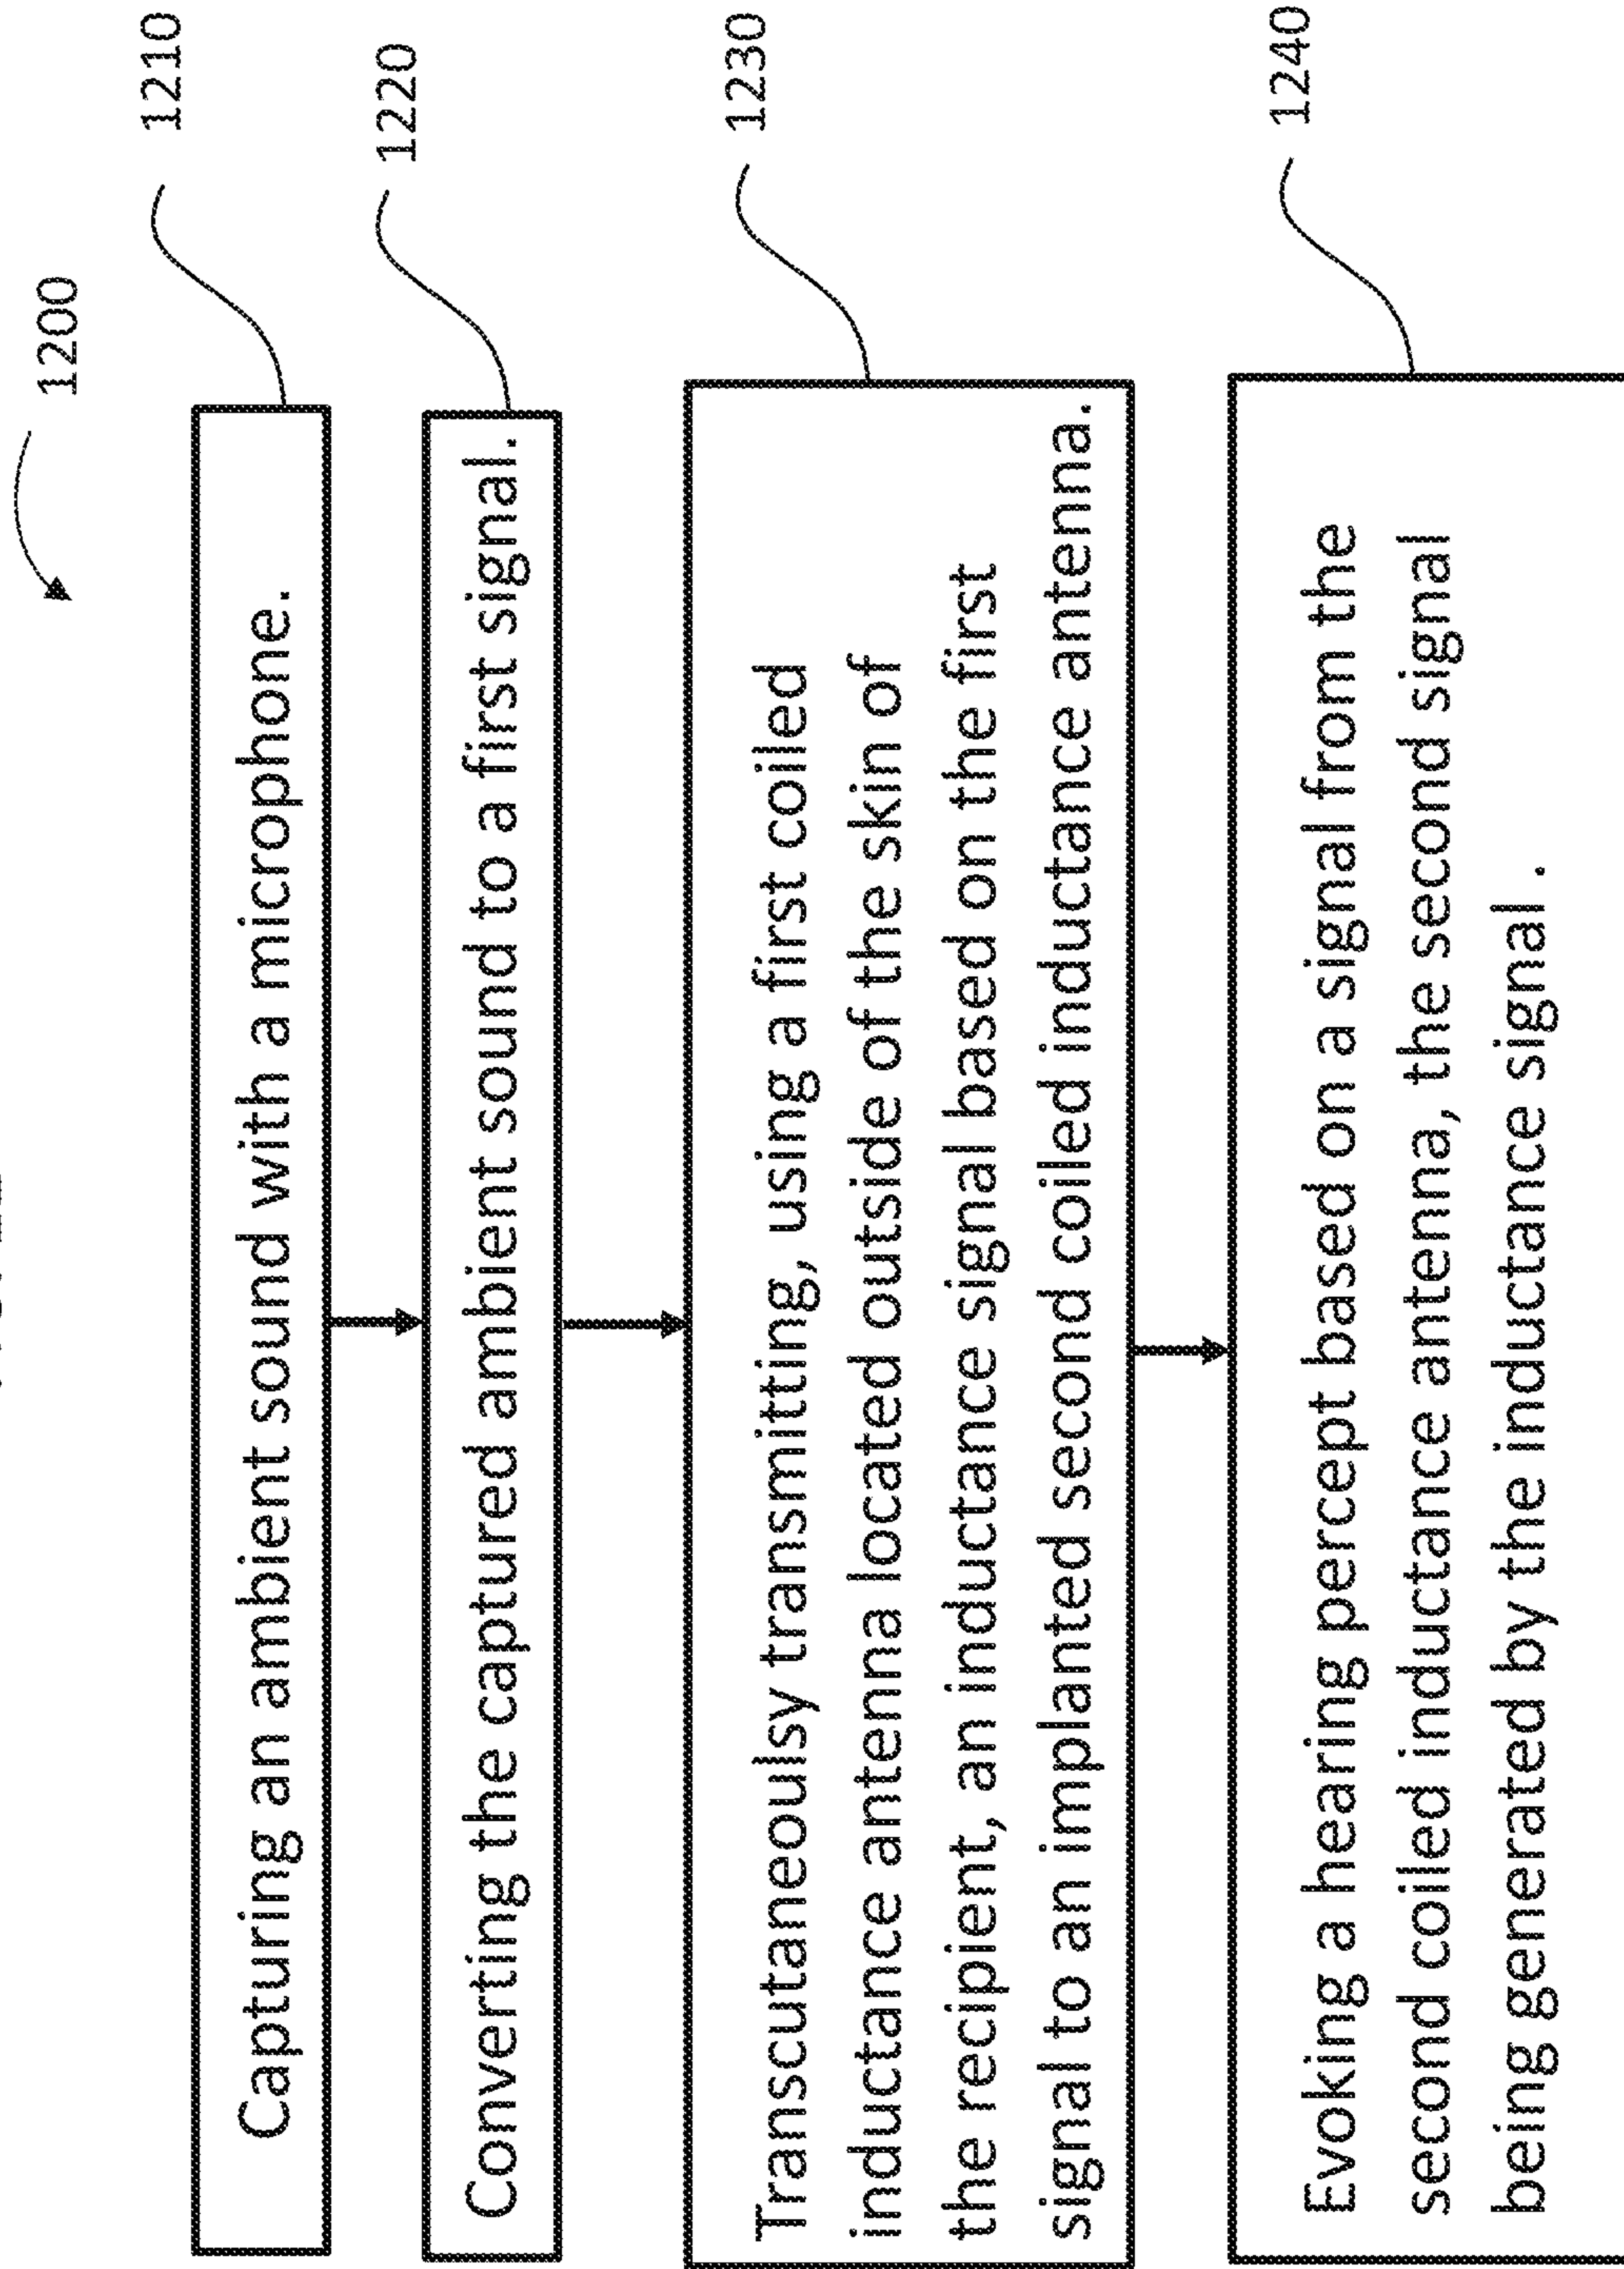 1200
1210
Capturing an ambient sound with a microphone.
1220
Converting the captured ambient sound to a first signal.
1230
Transcutaneoulsy transmitting, using a first coiled
inductance antenna located outside of the skin of
the recipient, an inductance signal based on the first
signal to an implanted second coiled inductance antenna.
1240
Evoking a hearing percept based on a signal from the
second coiled inductance antenna, the second signal
being generated by the inductance signal .